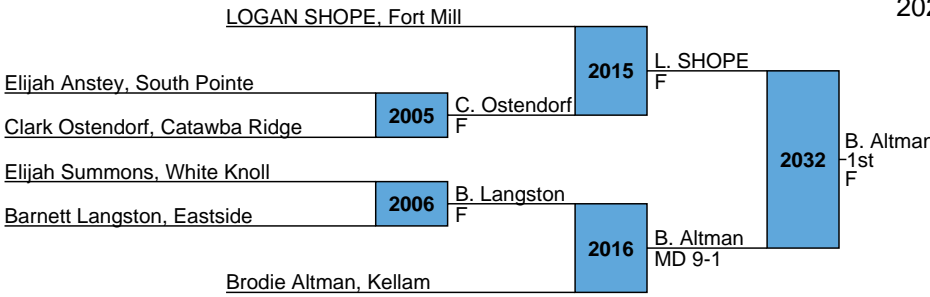 LOGAN SHOPE, Fort Mill
202
2015
L. SHOPE
F
Elijah Anstey, South Pointe
2005
C. Ostendorf
F
Clark Ostendorf, Catawba Ridge
2032
B. Altman
1st
F
Elijah Summons, White Knoll
2006
B. Langston
F
Barnett Langston, Eastside
2016
B. Altman
MD 9-1
Brodie Altman, Kellam